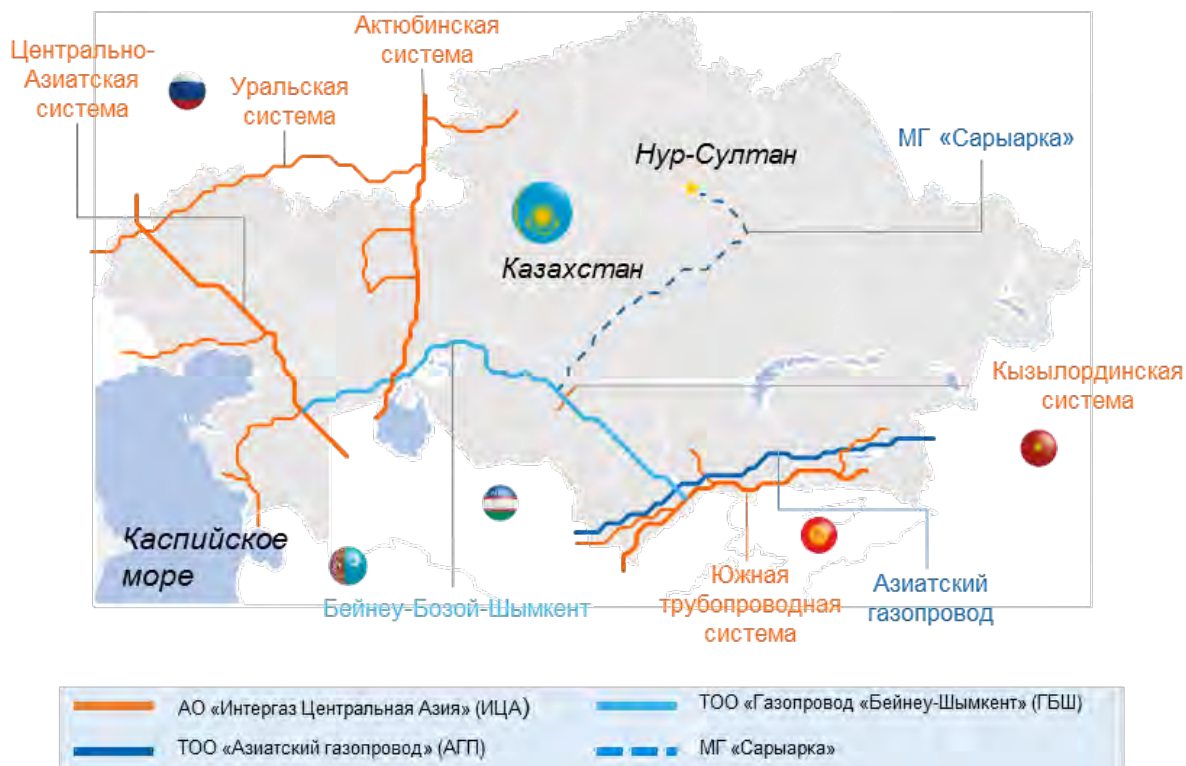 Актюбинская
система
Центрально-
Азиатская
система
Уральская
система
МГ «Сарыарка»
Нур-Султан
Казахстан
Кызылординская
система
Каспийское
море
Бейнеу-Бозой-Шымкент
Южная
трубопроводная
система
Азиатский
газопровод
АО «Интергаз Центральная Азия» (ИЦА)
ТОО «Газопровод «Бейнеу-Шымкент» (ГБШ)
ТОО «Азиатский газопровод» (АГП)
МГ «Сарыарка»